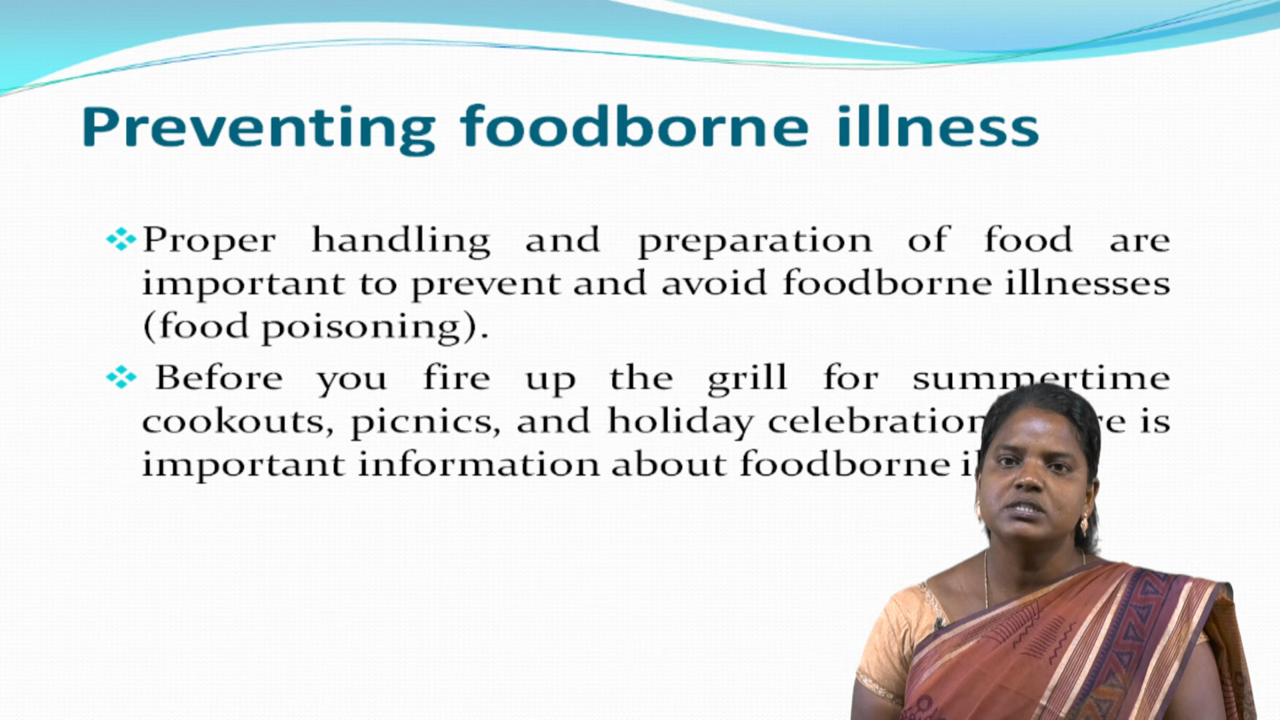 Preventing foodborne illness
Proper handling and preparation of food are
important to prevent and avoid foodborne illnesses
(food poisoning).
Before you fire up the grill for summertime
cookouts, picnics, and holiday is
important information about foodborne